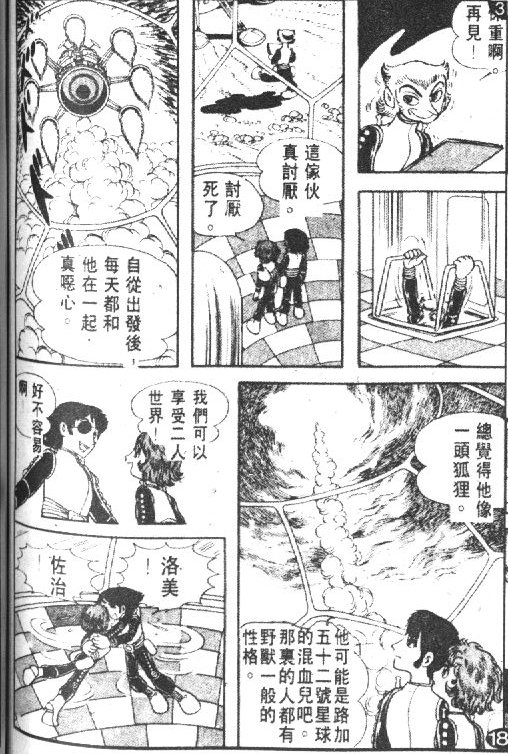 3
保重啊。
再見！
這傢伙
真討厭。
討厭
死了。
自從出發後，
每天都和
他在一起，
真噁心。
總覺得他像
一頭狐狸。
他可能是路加
五十二號星球
的混血兒吧。
那裏的人都有
野獸一般的
性格。
我們可以
享受二人
世界！
好不容易
啊
洛美
！
佐治
！
18